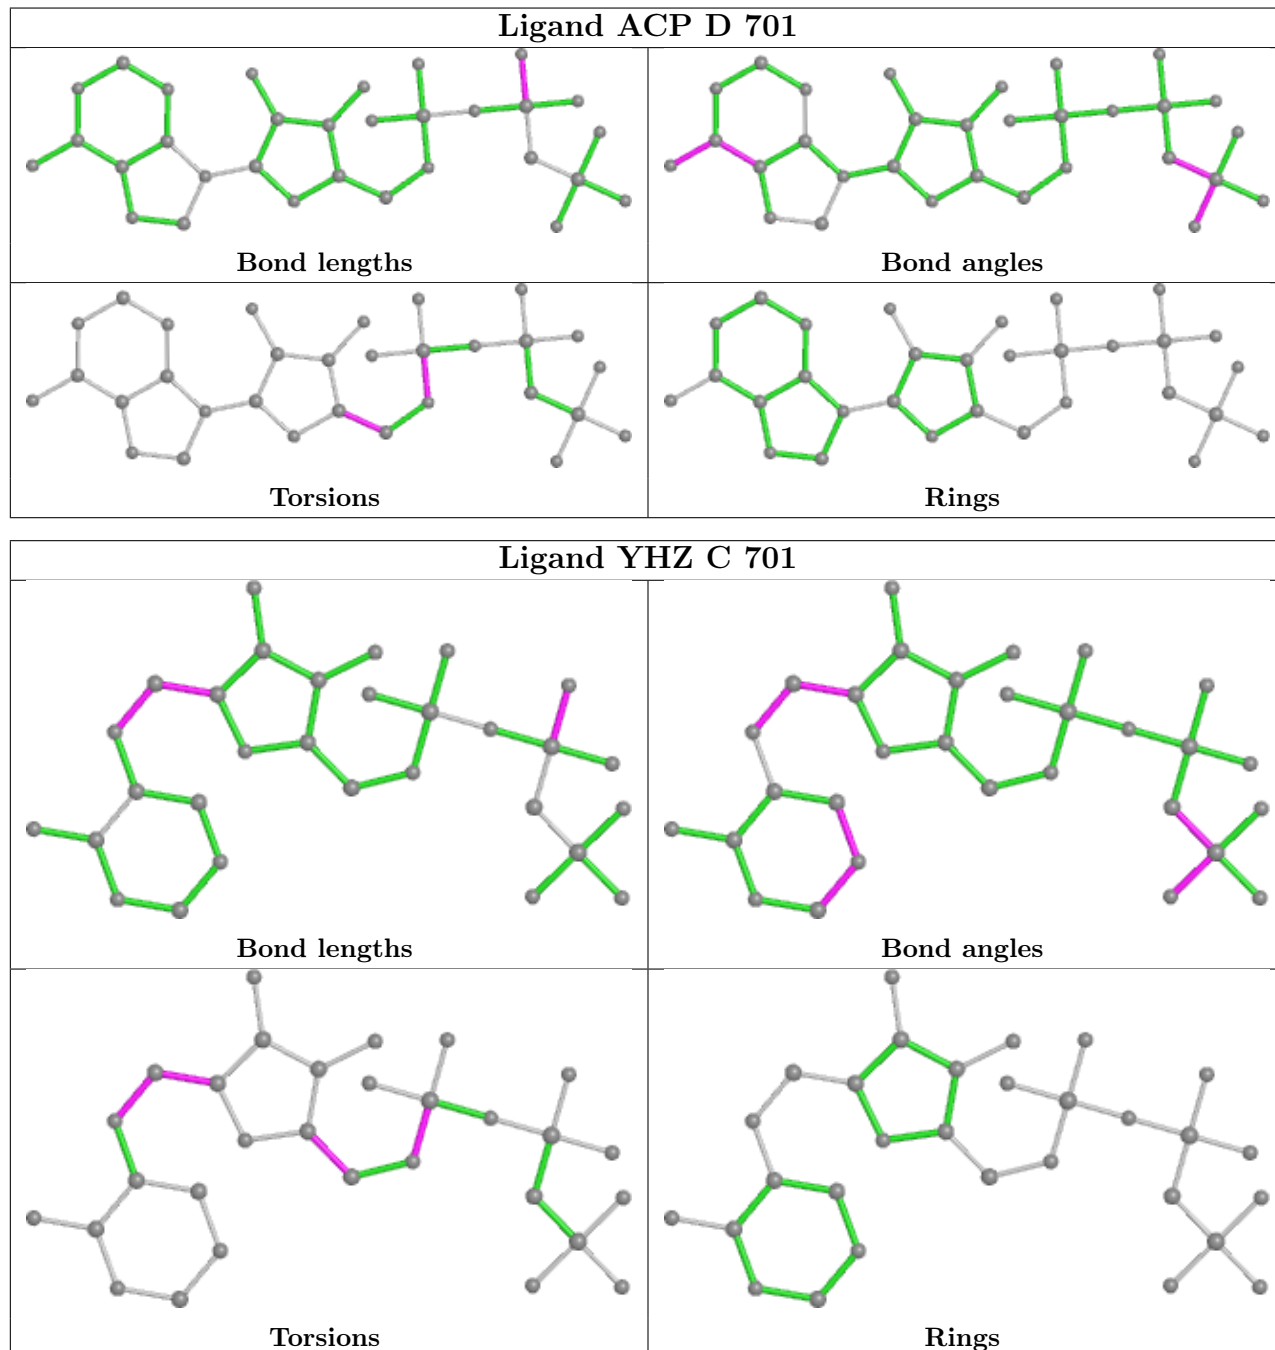 Ligand ACP D 701
Bond lengths
Bond angles
Torsions
Rings
Ligand YHZ C 701
Bond lengths
Bond angles
Torsions
Rings